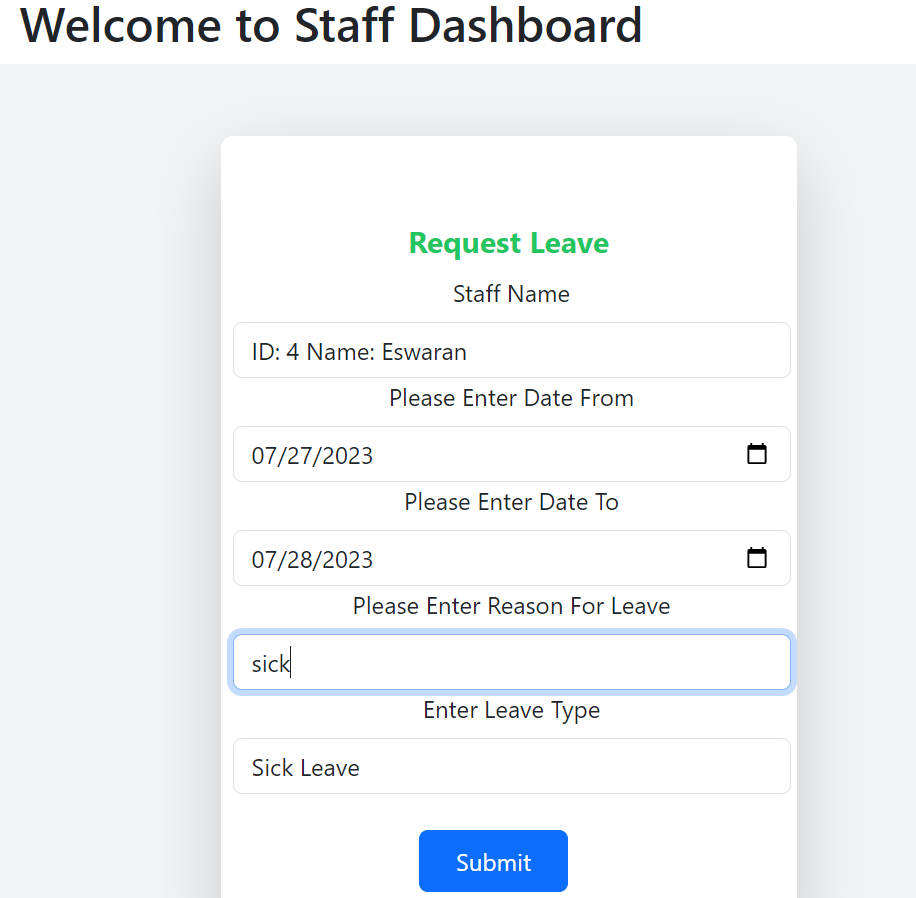 Welcome to Staff Dashboard
Request Leave
Staff Name
ID: 4 Name: Eswaran
Please Enter Date From
07/27/2023
Please Enter Date To
07/28/2023
Please Enter Reason For Leave
sick
Enter Leave Type
Sick Leave
Submit